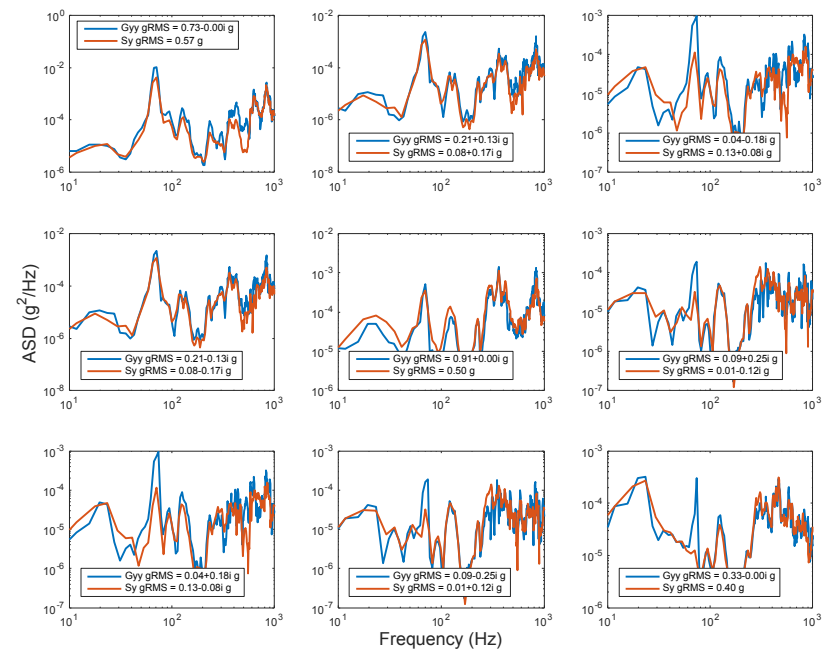 10^0
Gyy gRMS = 0.73-0.00i g
Sy gRMS = 0.57 g
10^-2
10^-4
10^-6
10^1 10^2 10^3
10^-2
10^-4
10^-6
10^-8
Gyy gRMS = 0.21+0.13i g
Sy gRMS = 0.08+0.17i g
10^1 10^2 10^3
10^-3
10^-4
10^-5
10^-6
10^-7
Gyy gRMS = 0.04-0.18i g
Sy gRMS = 0.13+0.08i g
10^1 10^2 10^3
ASD (g^2/Hz)
10^-2
10^-4
10^-6
10^-8
Gyy gRMS = 0.21-0.13i g
Sy gRMS = 0.08-0.17i g
10^1 10^2 10^3
10^-2
10^-3
10^-4
10^-5
10^-6
Gyy gRMS = 0.91+0.00i g
Sy gRMS = 0.50 g
10^1 10^2 10^3
10^-3
10^-4
10^-5
10^-6
10^-7
Gyy gRMS = 0.09+0.25i g
Sy gRMS = 0.01-0.12i g
10^1 10^2 10^3
10^-3
10^-4
10^-5
10^-6
10^-7
Gyy gRMS = 0.04+0.18i g
Sy gRMS = 0.13-0.08i g
10^1 10^2 10^3
10^-3
10^-4
10^-5
10^-6
10^-7
Gyy gRMS = 0.09-0.25i g
Sy gRMS = 0.01+0.12i g
10^1 10^2 10^3
10^-3
10^-4
10^-5
10^-6
Gyy gRMS = 0.33-0.00i g
Sy gRMS = 0.40 g
10^1 10^2 10^3
Frequency (Hz)